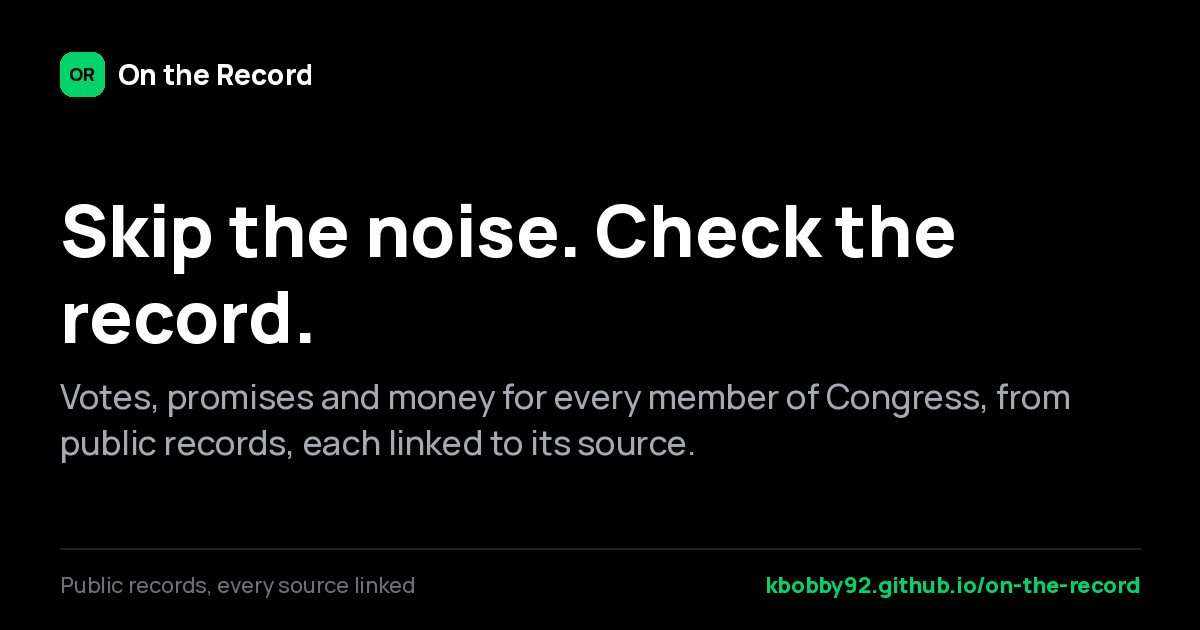 OR On the Record
Skip the noise. Check the
record.
Votes, promises and money for every member of Congress, from
public records, each linked to its source.
Public records, every source linked
kbobby92.github.io/on-the-record